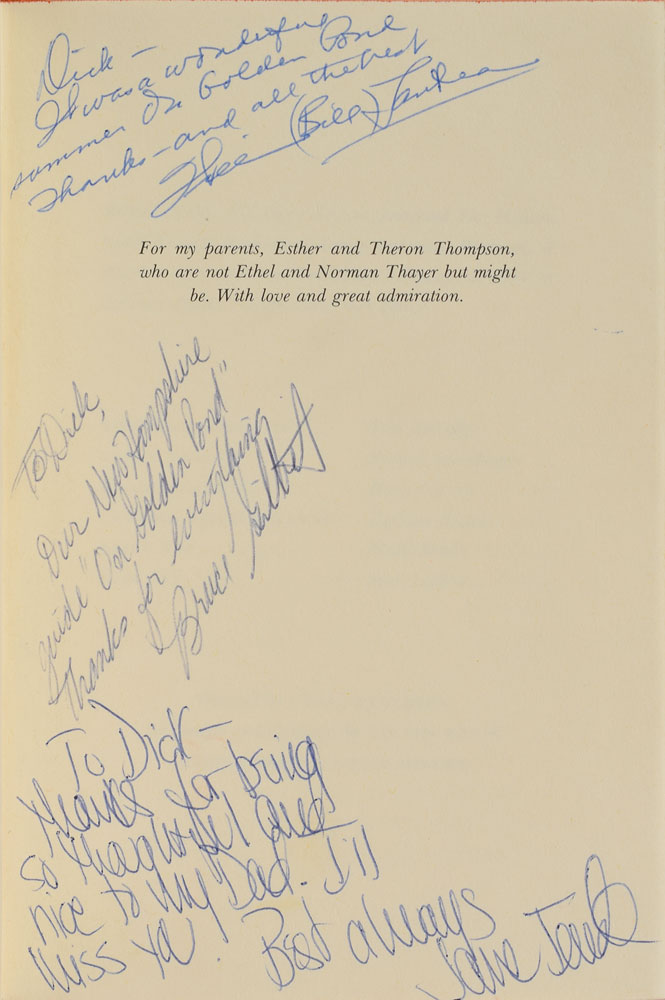 Dick –
It was a wonderful
summer On Golden Pond
Thanks – and all the best
(Bill)
For my parents, Esther and Theron Thompson,
who are not Ethel and Norman Thayer but might
be. With love and great admiration.
To Dick,
Our New Hampshire
guide "On Golden Pond"
Thanks for everything
Bruce Gilbert
To Dick –
Thanks for being
so thoughtful and
nice to my Dad. I'll
miss ya.
Best always
Jane Fonda